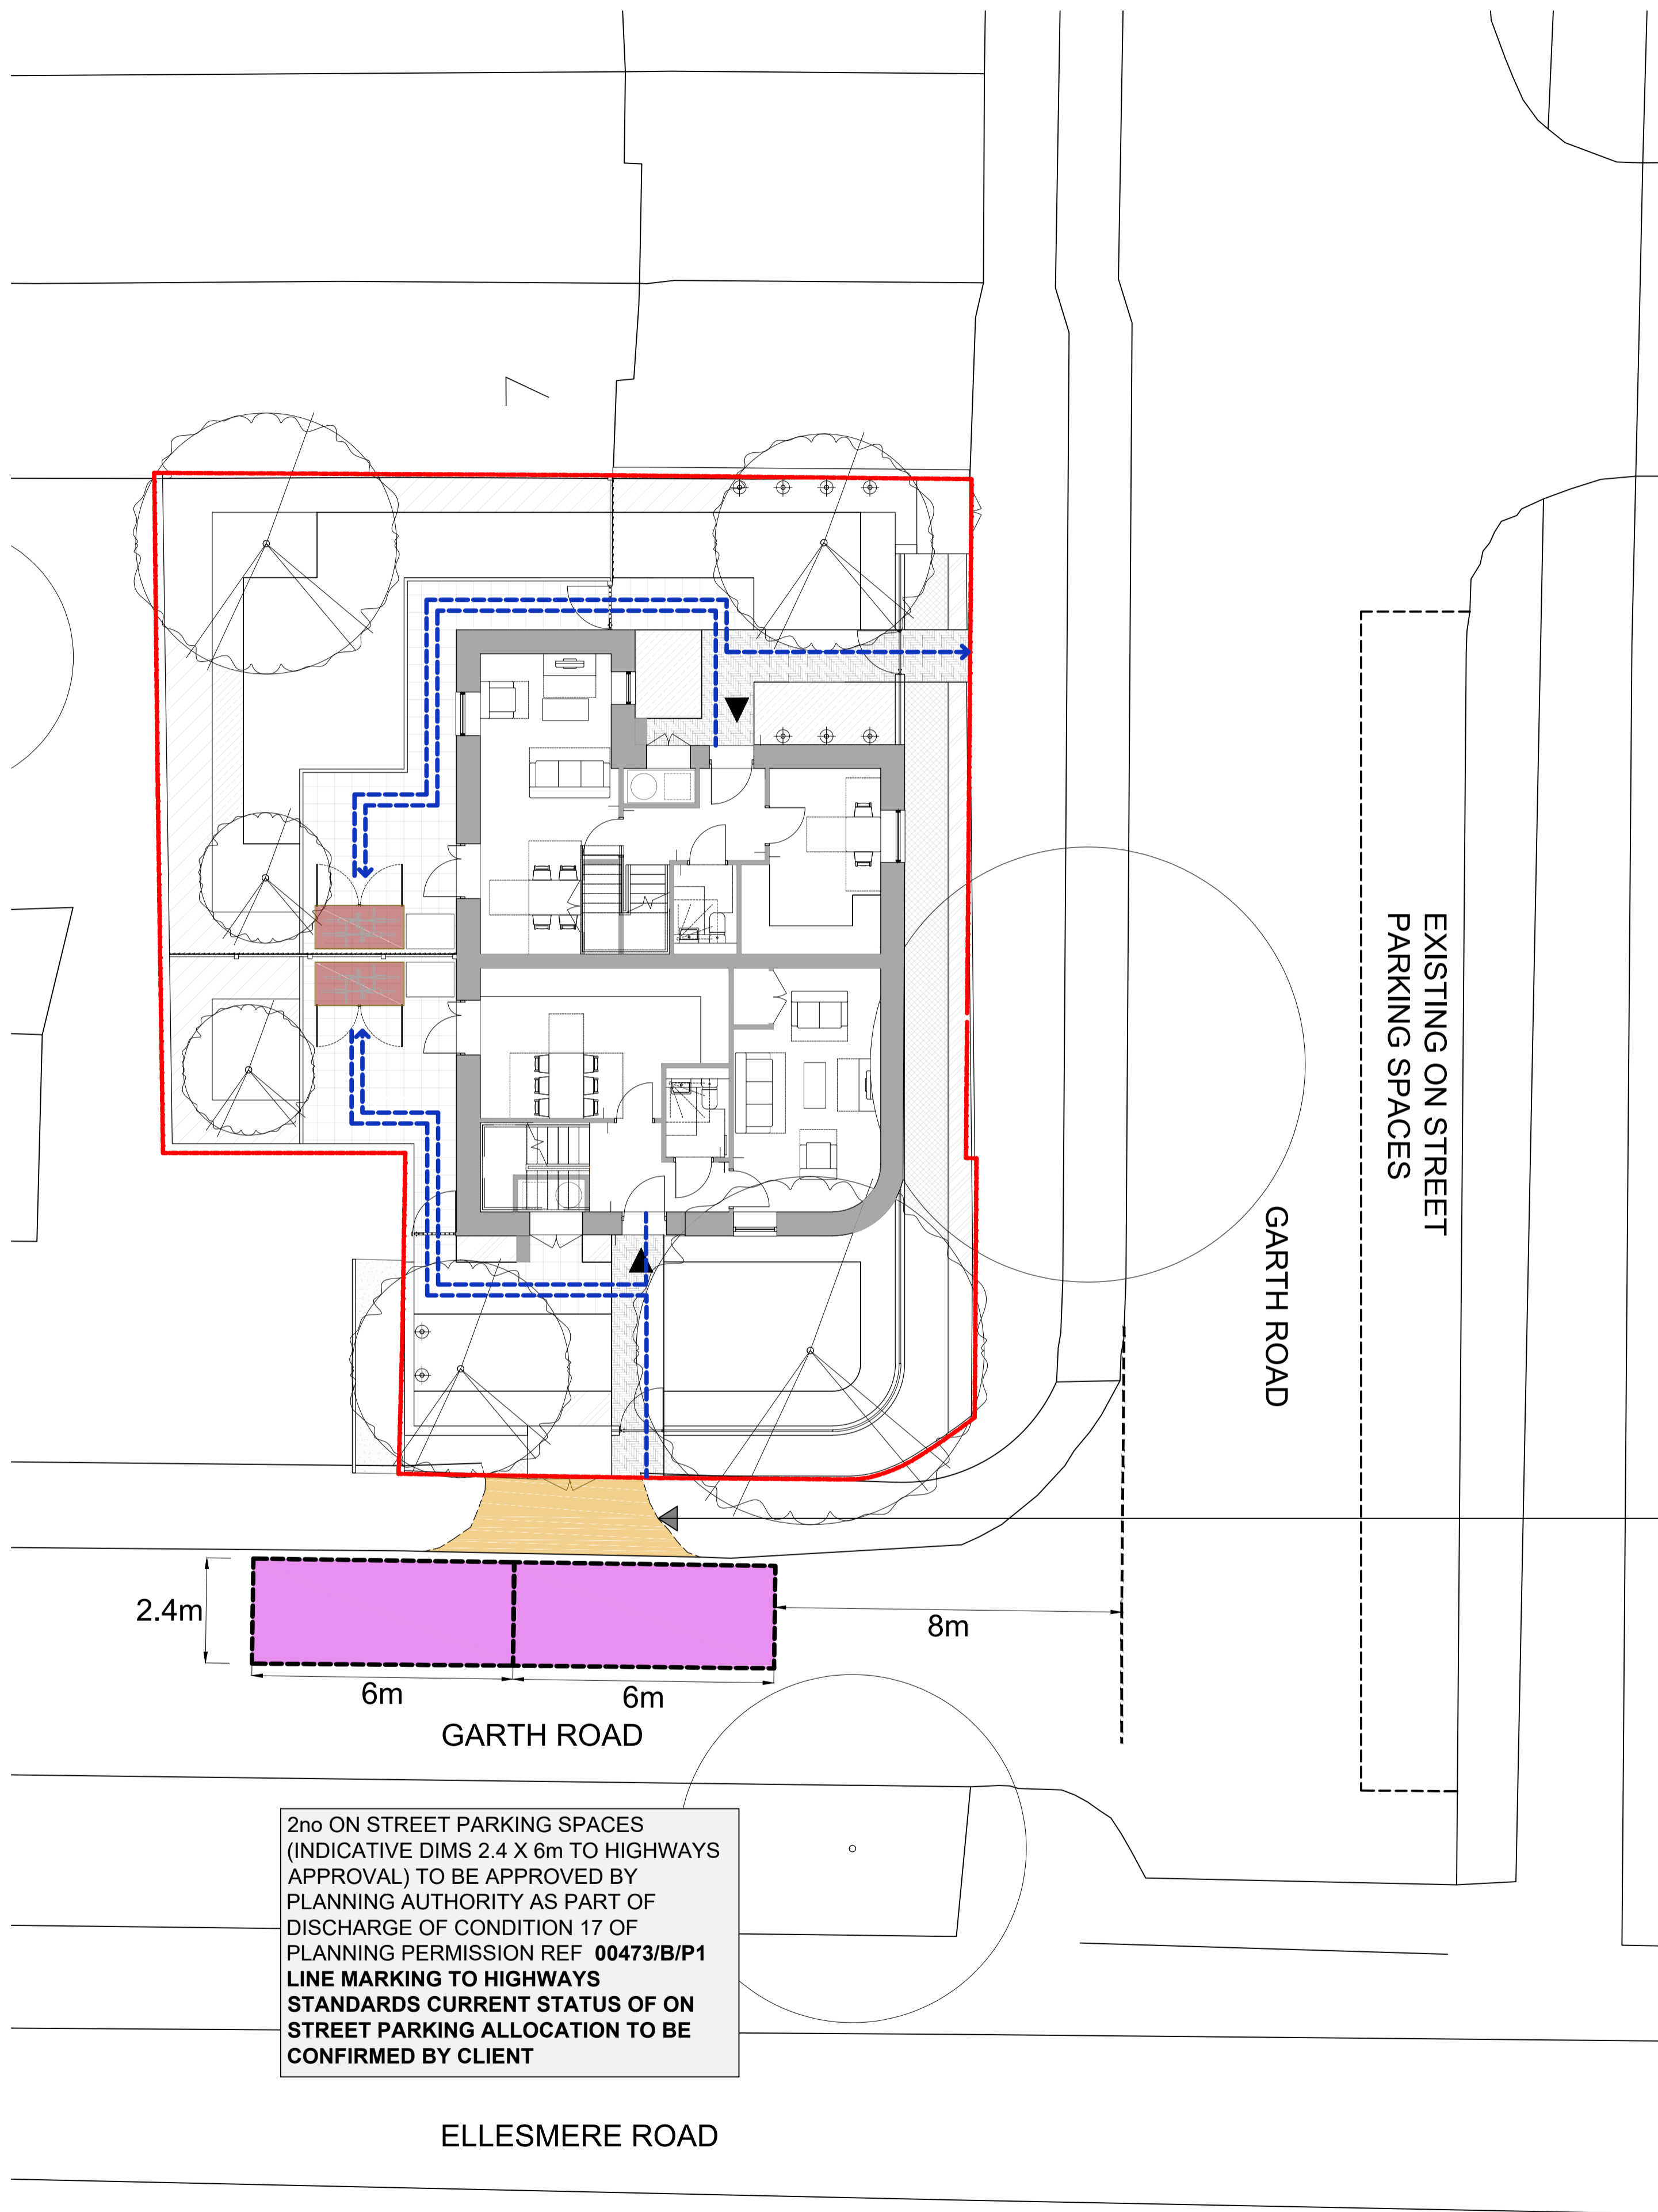 EXISTING ON STREET
PARKING SPACES
GARTH ROAD
2.4m
8m
6m
6m
GARTH ROAD
2no ON STREET PARKING SPACES
(INDICATIVE DIMS 2.4 X 6m TO HIGHWAYS
APPROVAL) TO BE APPROVED BY
PLANNING AUTHORITY AS PART OF
DISCHARGE OF CONDITION 17 OF
PLANNING PERMISSION REF 00473/B/P1
LINE MARKING TO HIGHWAYS
STANDARDS CURRENT STATUS OF ON
STREET PARKING ALLOCATION TO BE
CONFIRMED BY CLIENT
ELLESMERE ROAD